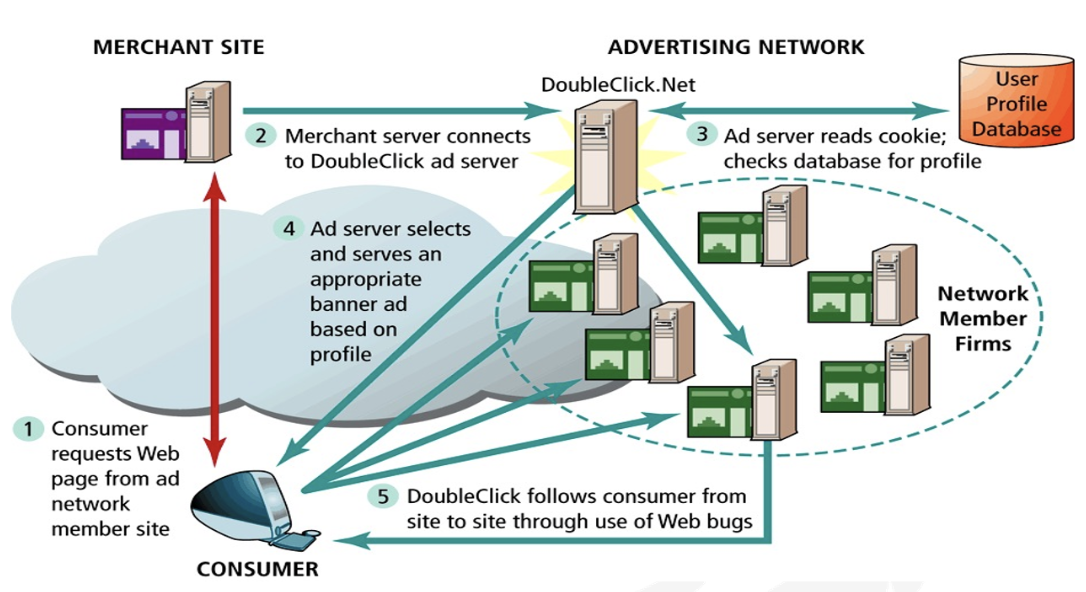 MERCHANT SITE
ADVERTISING NETWORK
DoubleClick.Net
User
Profile
Database
2 Merchant server connects
to DoubleClick ad server
3 Ad server reads cookie;
checks database for profile
4 Ad server selects
and serves an
appropriate
banner ad
based on
profile
Network
Member
Firms
1 Consumer
requests Web
page from ad
network
member site
5 DoubleClick follows consumer from
site to site through use of Web bugs
CONSUMER